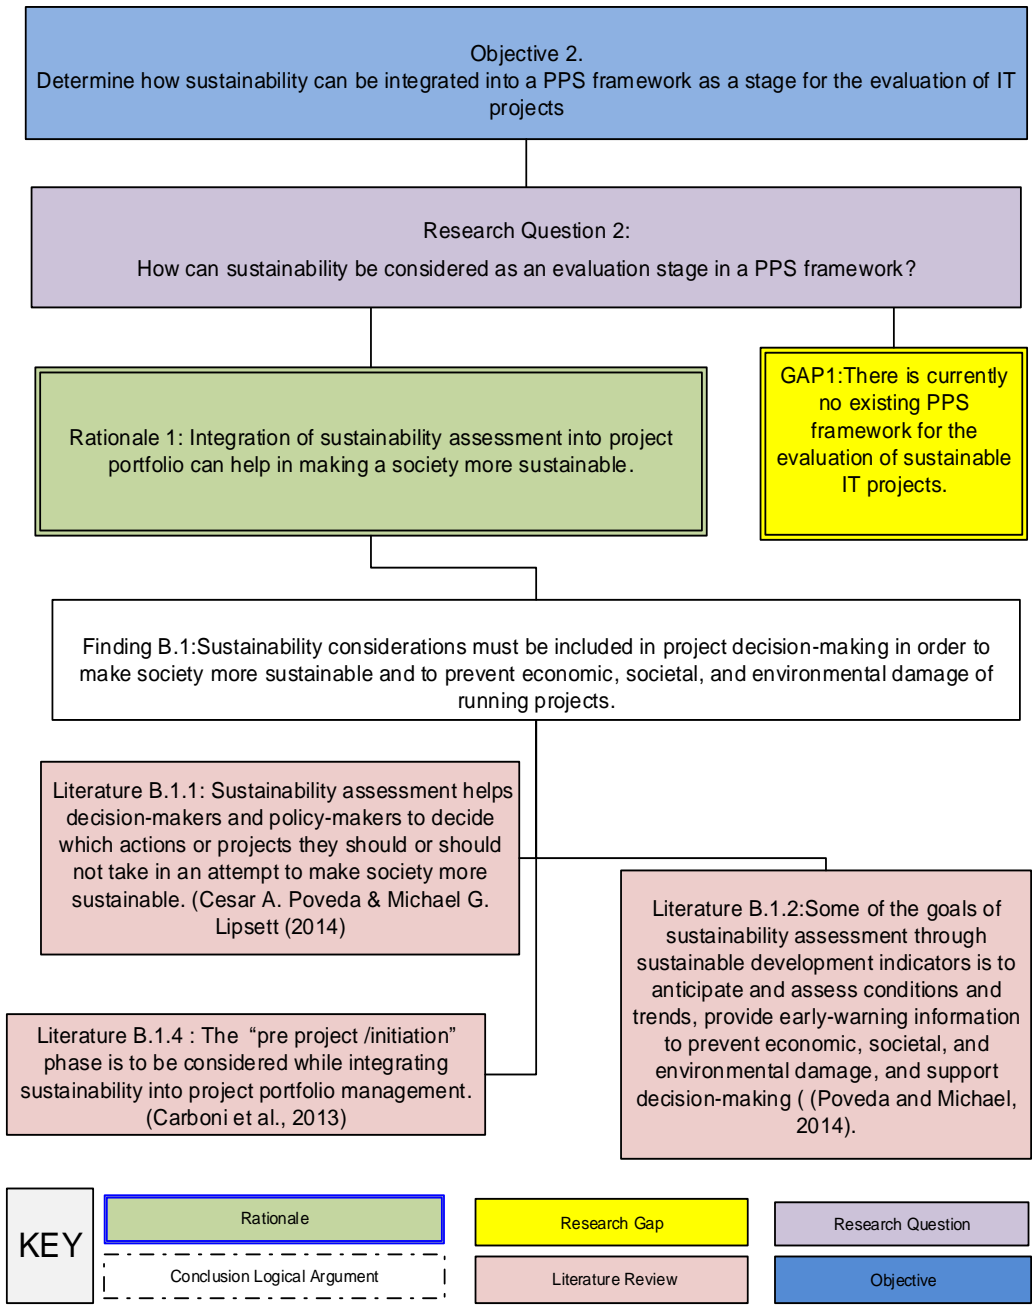 Objective 2.
Determine how sustainability can be integrated into a PPS framework as a stage for the evaluation of IT
projects
Research Question 2:
How can sustainability be considered as an evaluation stage in a PPS framework?
Rationale 1: Integration of sustainability assessment into project
portfolio can help in making a society more sustainable.
GAP1:There is currently
no existing PPS
framework for the
evaluation of sustainable
IT projects.
Finding B.1:Sustainability considerations must be included in project decision-making in order to
make society more sustainable and to prevent economic, societal, and environmental damage of
running projects.
Literature B.1.1: Sustainability assessment helps
decision-makers and policy-makers to decide
which actions or projects they should or should
not take in an attempt to make society more
sustainable. (Cesar A. Poveda & Michael G.
Lipsett (2014)
Literature B.1.2:Some of the goals of
sustainability assessment through
sustainable development indicators is to
anticipate and assess conditions and
trends, provide early-warning information
to prevent economic, societal, and
environmental damage, and support
decision-making ( (Poveda and Michael,
2014).
Literature B.1.4 : The “pre project /initiation”
phase is to be considered while integrating
sustainability into project portfolio management.
(Carboni et al., 2013)
KEY
Rationale
Research Gap
Research Question
Conclusion Logical Argument
Literature Review
Objective